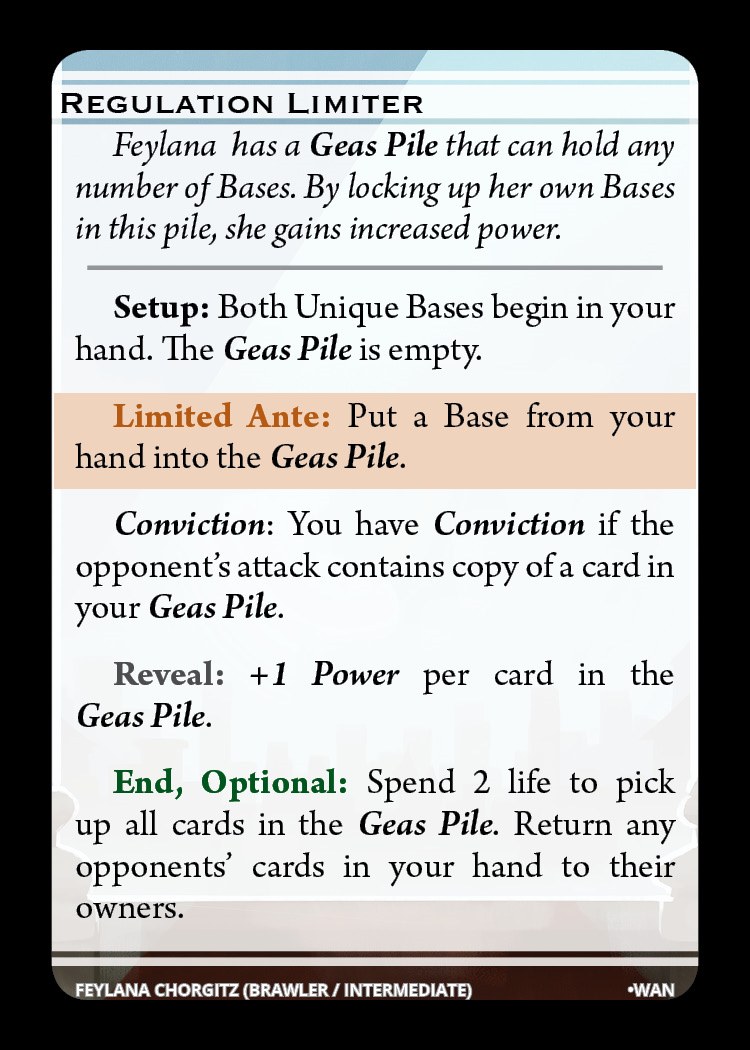 REGULATION LIMITER
Feylana has a Geas Pile that can hold any
number of Bases. By locking up her own Bases
in this pile, she gains increased power.
Setup: Both Unique Bases begin in your
hand. The Geas Pile is empty.
Limited Ante: Put a Base from your
hand into the Geas Pile.
Conviction: You have Conviction if the
opponent’s attack contains copy of a card in
your Geas Pile.
Reveal: +1 Power per card in the
Geas Pile.
End, Optional: Spend 2 life to pick
up all cards in the Geas Pile. Return any
opponents’ cards in your hand to their
owners.
FEYLANA CHORGITZ (BRAWLER / INTERMEDIATE) •WAN